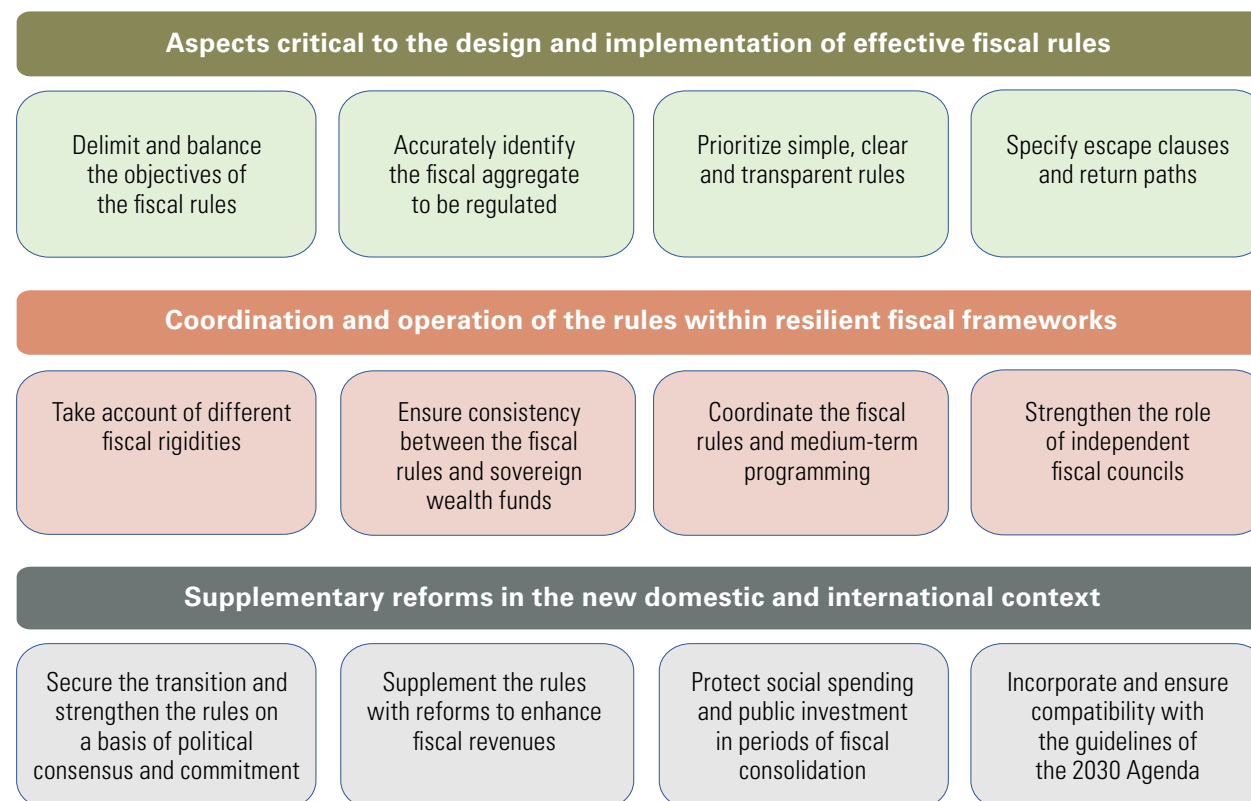 Aspects critical to the design and implementation of effective fiscal rules
Delimit and balance
the objectives of
the fiscal rules
Accurately identify
the fiscal aggregate
to be regulated
Prioritize simple, clear
and transparent rules
Specify escape clauses
and return paths
Coordination and operation of the rules within resilient fiscal frameworks
Take account of different
fiscal rigidities
Ensure consistency
between the fiscal
rules and sovereign
wealth funds
Coordinate the fiscal
rules and medium-term
programming
Strengthen the role
of independent
fiscal councils
Supplementary reforms in the new domestic and international context
Secure the transition and
strengthen the rules on
a basis of political
consensus and commitment
Supplement the rules
with reforms to enhance
fiscal revenues
Protect social spending
and public investment
in periods of fiscal
consolidation
Incorporate and ensure
compatibility with
the guidelines of
the 2030 Agenda